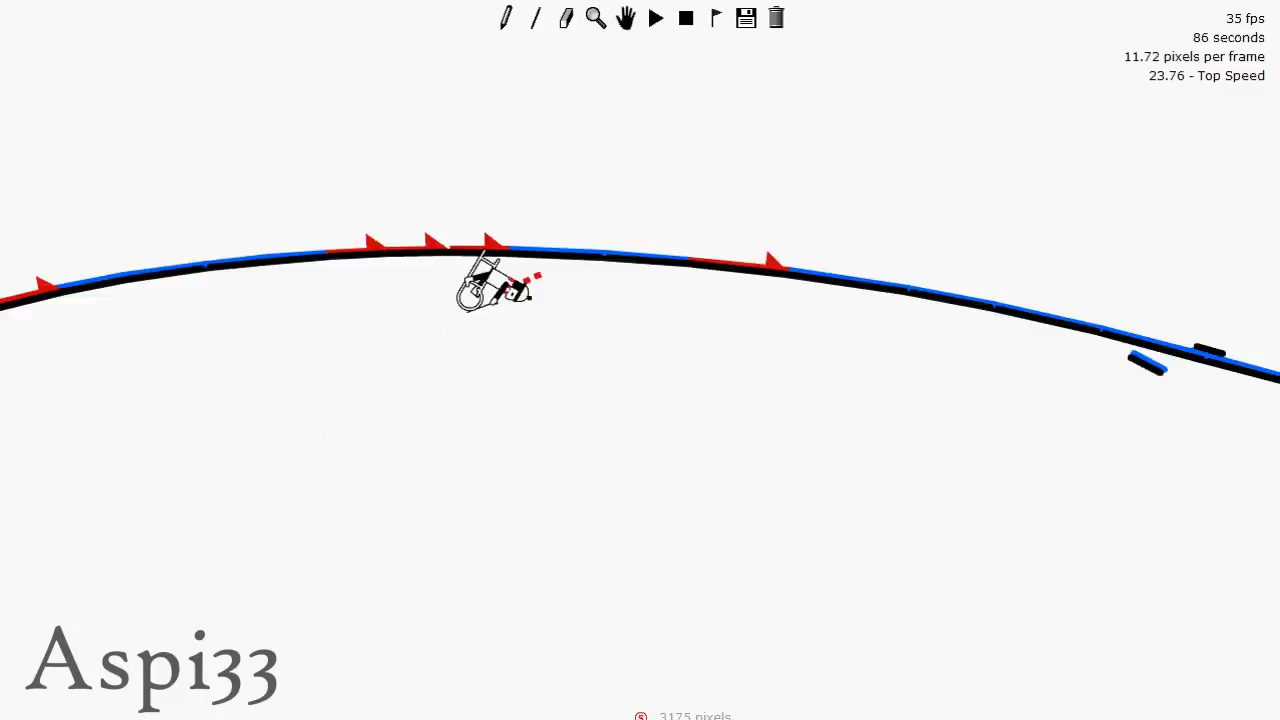 35 fps
86 seconds
11.72 pixels per frame
23.76 - Top Speed
Aspi33
S 3175 pixels